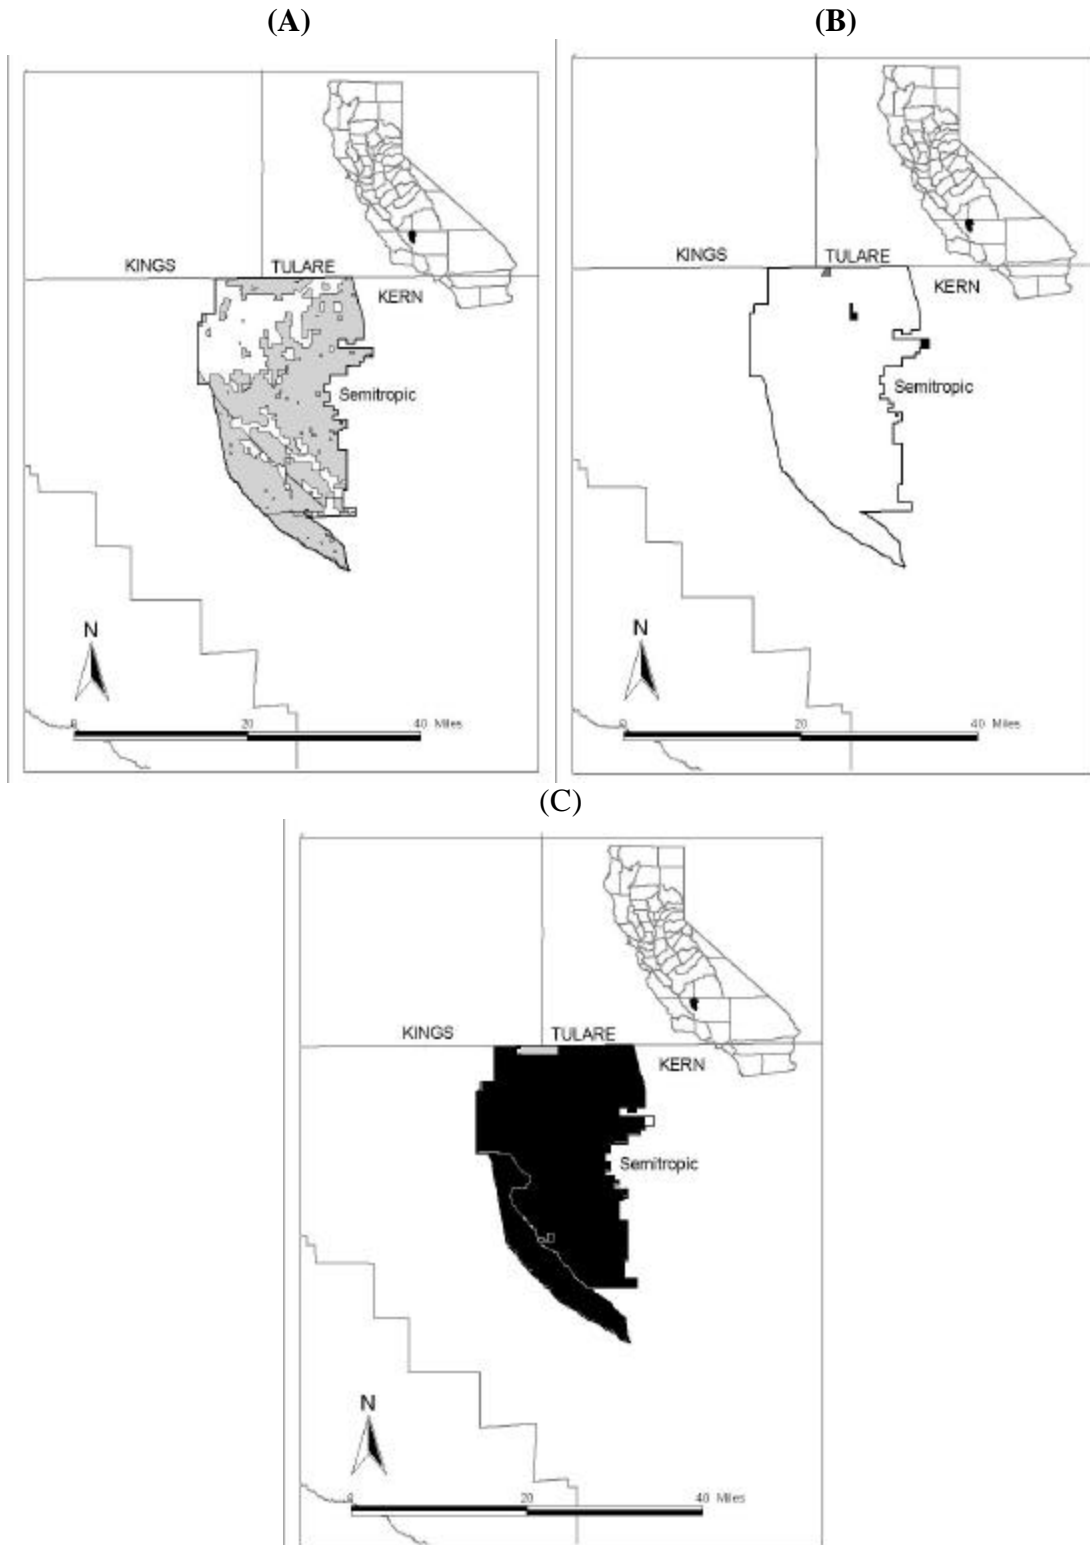 (A)
KINGS
TULARE
KERN
Semitropic
N
0 20 40 Miles
(B)
KINGS
TULARE
KERN
Semitropic
N
0 20 40 Miles
(C)
KINGS
TULARE
KERN
Semitropic
N
0 20 40 Miles